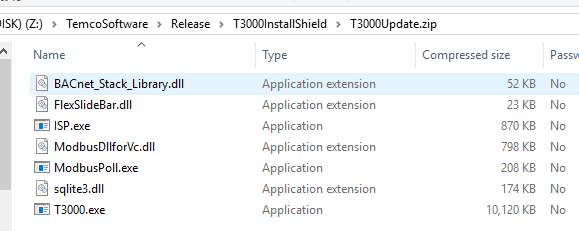 ISK) (Z:) > TemcoSoftware > Release > T3000InstallShield > T3000Update.zip
Name Type Compressed size Passw
BACnet_Stack_Library.dll Application extension 52 KB No
FlexSlideBar.dll Application extension 23 KB No
ISP.exe Application 870 KB No
ModbusDllforVc.dll Application extension 798 KB No
ModbusPoll.exe Application 208 KB No
sqlite3.dll Application extension 174 KB No
T3000.exe Application 10,120 KB No